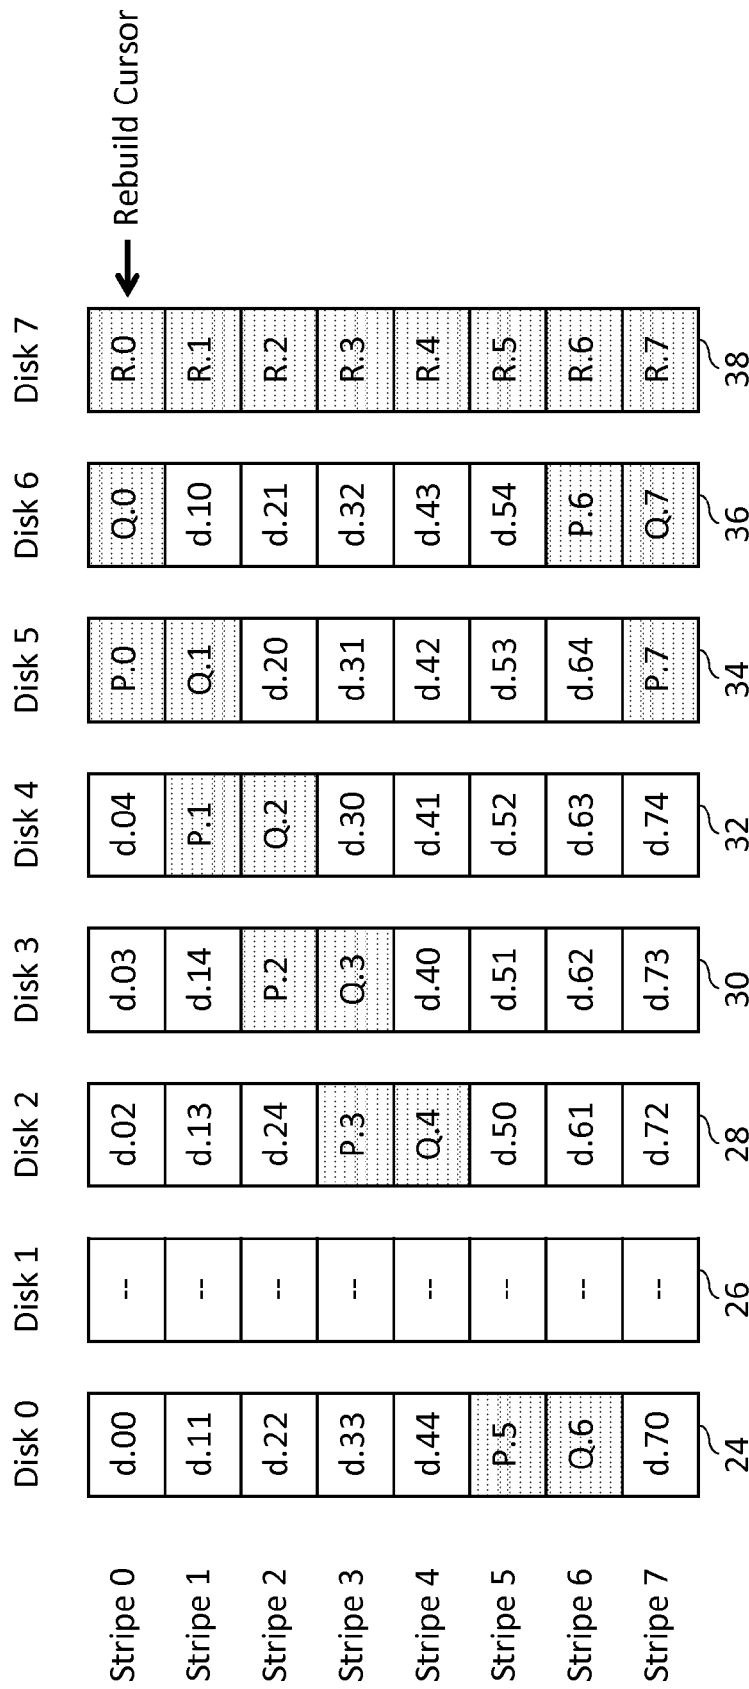 Disk 0 Disk 1 Disk 2 Disk 3 Disk 4 Disk 5 Disk 6 Disk 7
Stripe 0 d.00 -- d.02 d.03 d.04 P.0 Q.0 R.0 Rebuild Cursor
Stripe 1 d.11 -- d.13 d.14 P.1 Q.1 d.10 R.1
Stripe 2 d.22 -- d.24 P.2 Q.2 d.20 d.21 R.2
Stripe 3 d.33 -- P.3 Q.3 d.30 d.31 d.32 R.3
Stripe 4 d.44 -- Q.4 d.40 d.41 d.42 d.43 R.4
Stripe 5 P.5 -- d.50 d.51 d.52 d.53 d.54 R.5
Stripe 6 Q.6 -- d.61 d.62 d.63 d.64 P.6 R.6
Stripe 7 d.70 -- d.72 d.73 d.74 P.7 Q.7 R.7
24 26 28 30 32 34 36 38